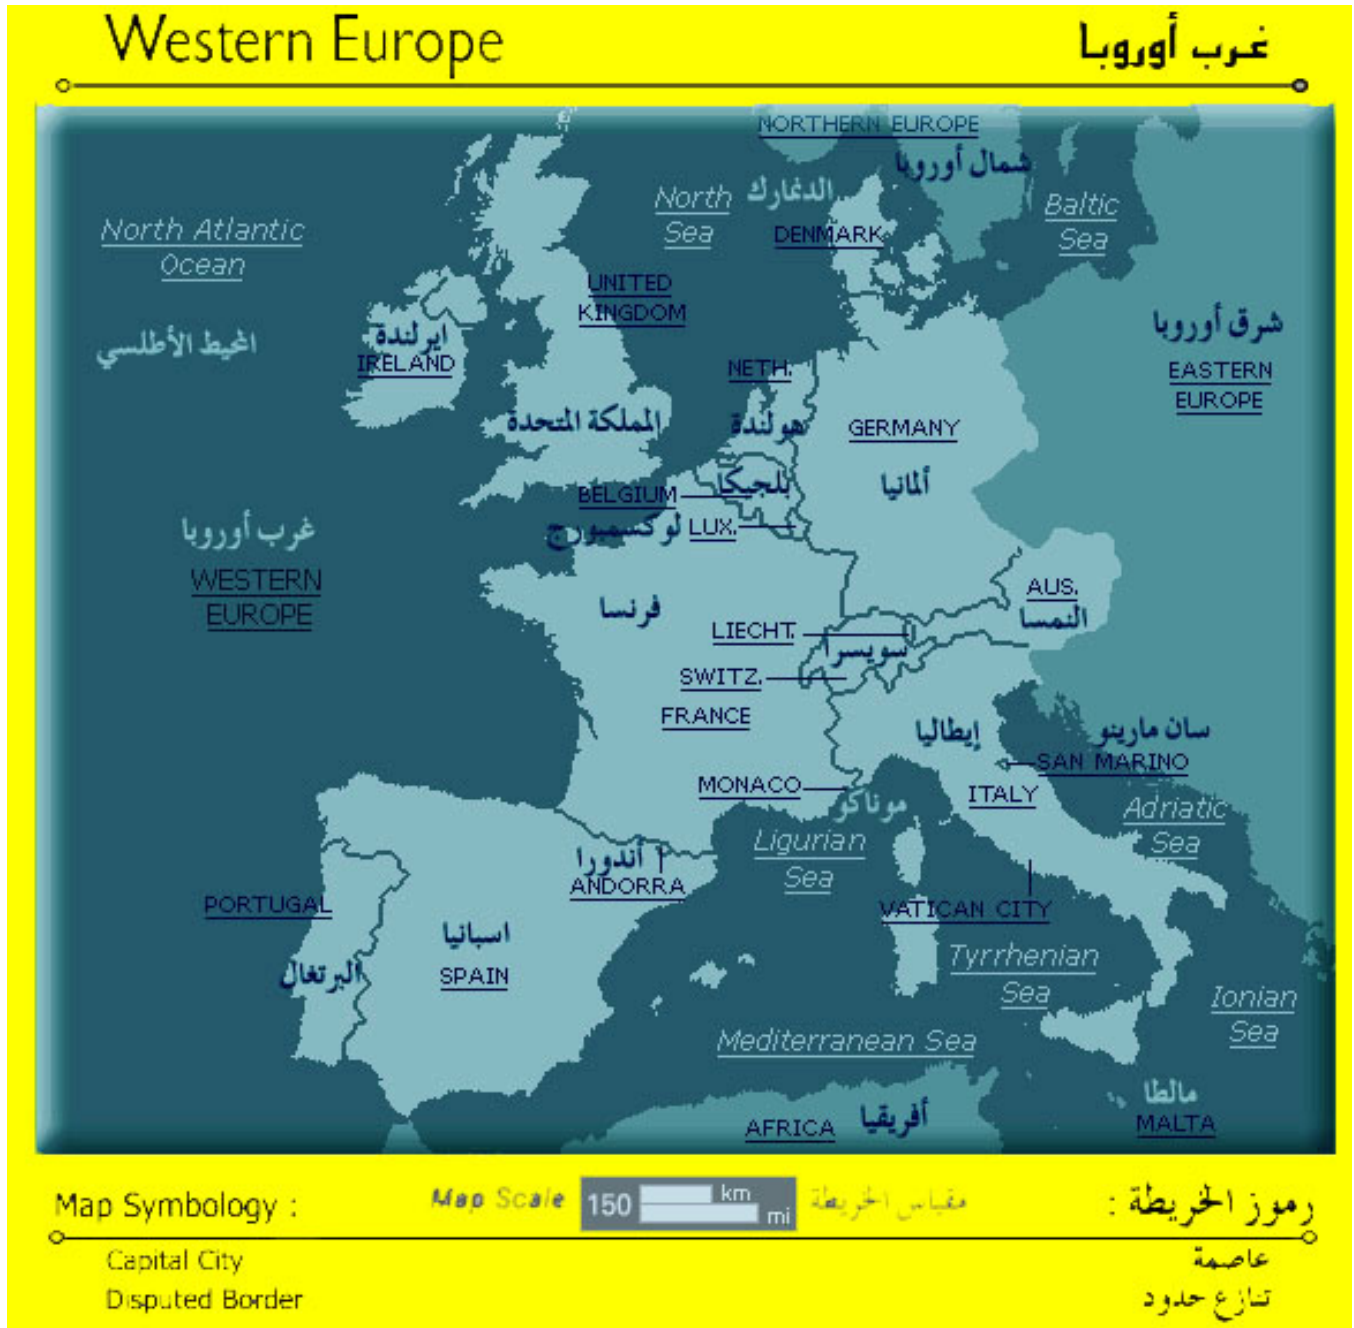 Western Europe
غرب أوروبا
NORTHERN EUROPE
شمال أوروبا
الدنمارك
DENMARK
North
Sea
Baltic
Sea
North Atlantic
Ocean
المحيط الأطلسي
UNITED
KINGDOM
المملكة المتحدة
ايرلندة
IRELAND
شرق أوروبا
EASTERN
EUROPE
NETH.
هولندة
GERMANY
ألمانيا
بلجيكا
BELGIUM
لوكسمبورج
LUX.
غرب أوروبا
WESTERN
EUROPE
فرنسا
AUS.
النمسا
LIECHT.
سويسرا
SWITZ.
FRANCE
إيطاليا
سان مارينو
SAN MARINO
MONACO
موناكو
ITALY
Adriatic
Sea
Ligurian
Sea
أندورا
ANDORRA
PORTUGAL
البرتغال
اسبانيا
SPAIN
VATICAN CITY
Tyrrhenian
Sea
Ionian
Sea
Mediterranean Sea
مالطا
MALTA
AFRICA
أفريقيا
Map Symbology :
Map Scale
150
km
mi
مقياس الخريطة
رموز الخريطة :
Capital City
عاصمة
Disputed Border
تنازع حدود